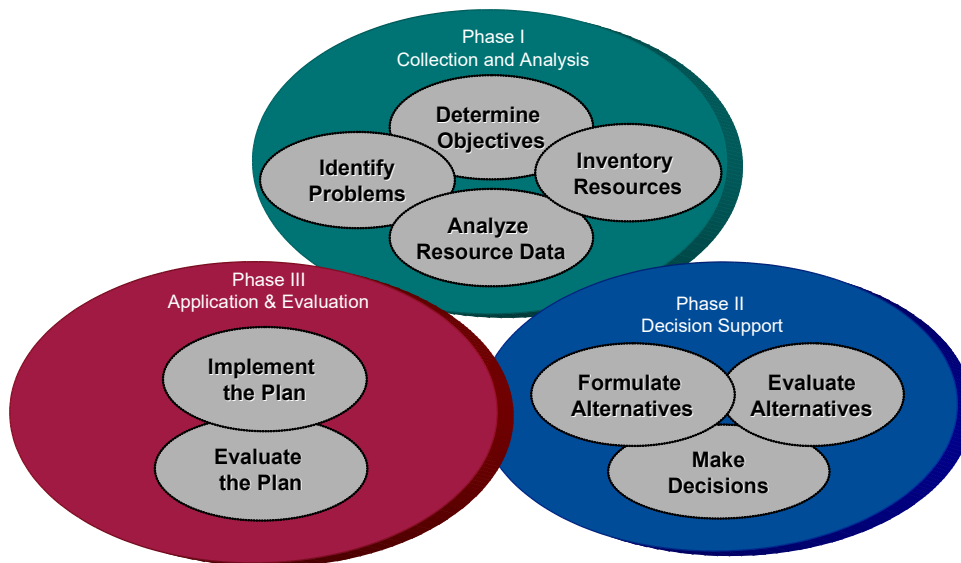 Phase I
Collection and Analysis
Determine
Objectives
Identify
Problems
Inventory
Resources
Analyze
Resource Data
Phase III
Application & Evaluation
Implement
the Plan
Evaluate
the Plan
Phase II
Decision Support
Formulate
Alternatives
Evaluate
Alternatives
Make
Decisions